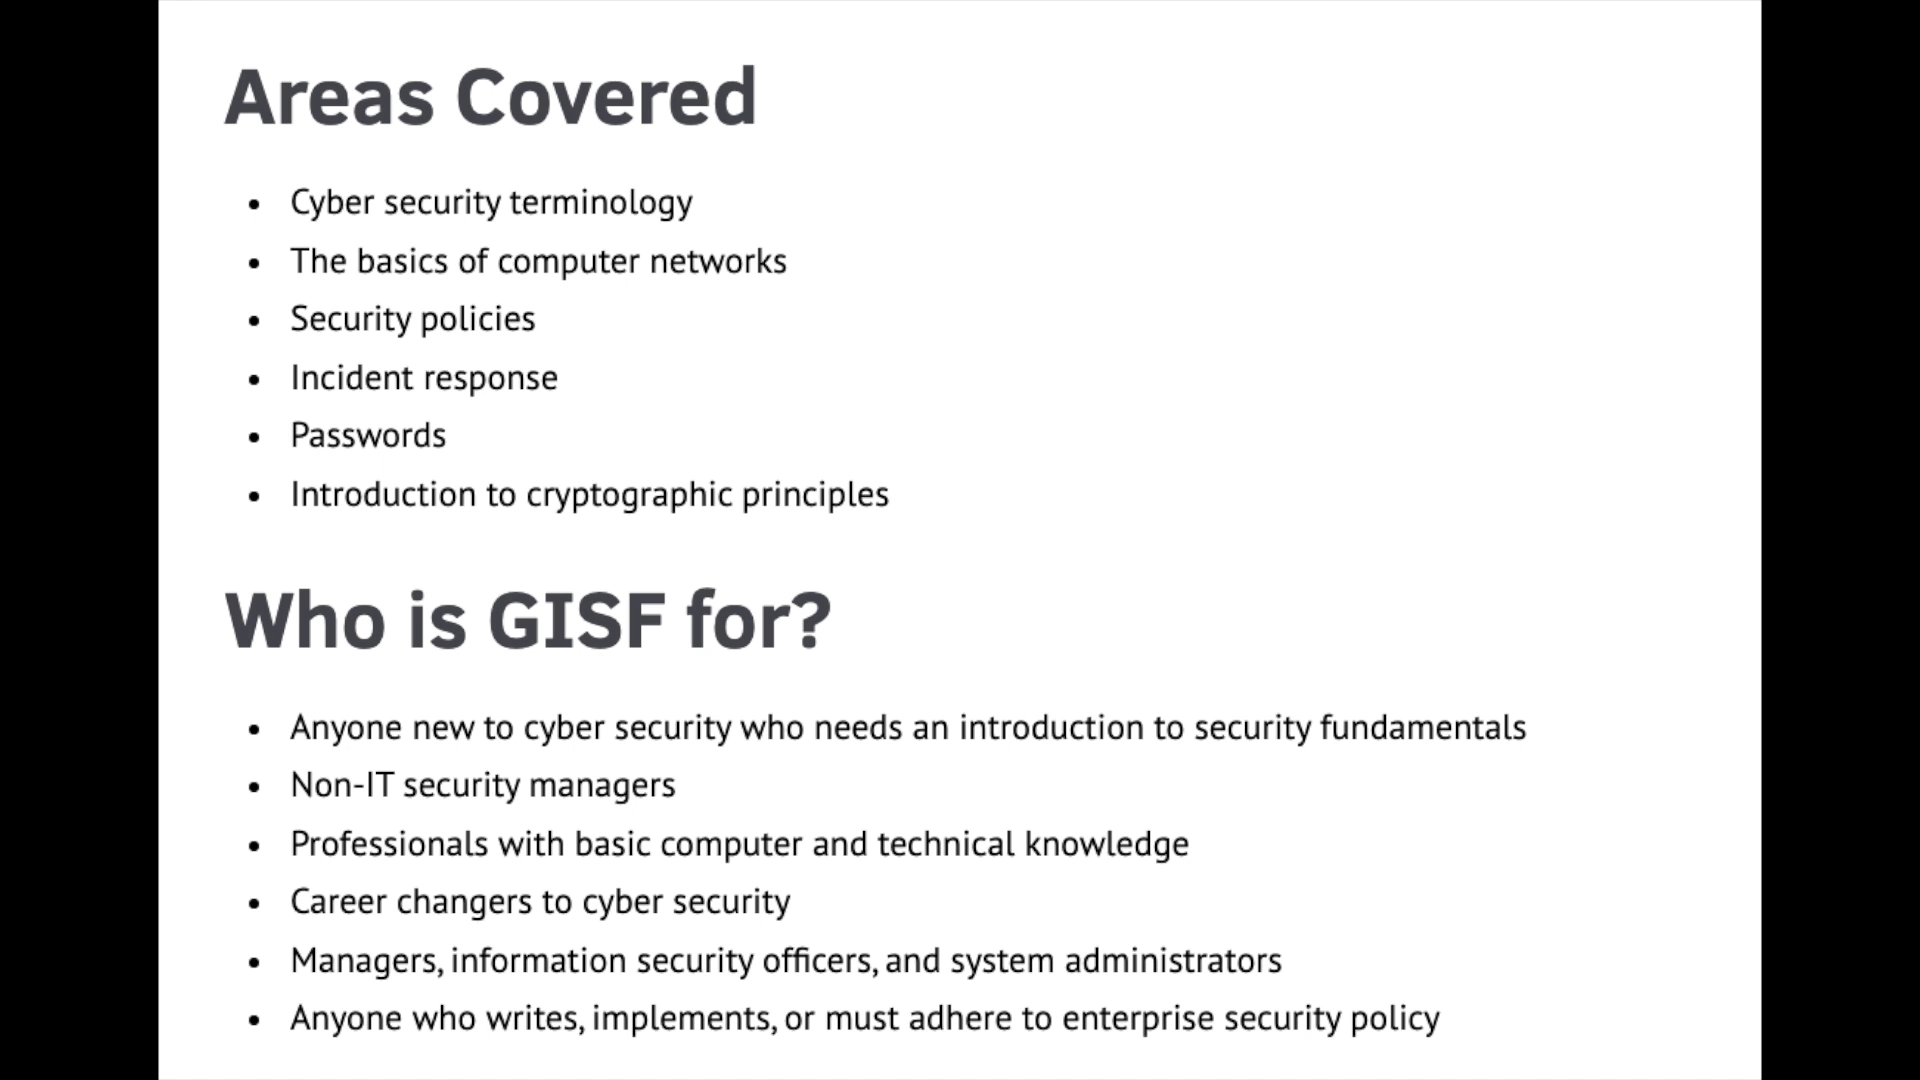 Areas Covered
• Cyber security terminology
• The basics of computer networks
• Security policies
• Incident response
• Passwords
• Introduction to cryptographic principles
Who is GISF for?
• Anyone new to cyber security who needs an introduction to security fundamentals
• Non-IT security managers
• Professionals with basic computer and technical knowledge
• Career changers to cyber security
• Managers, information security officers, and system administrators
• Anyone who writes, implements, or must adhere to enterprise security policy